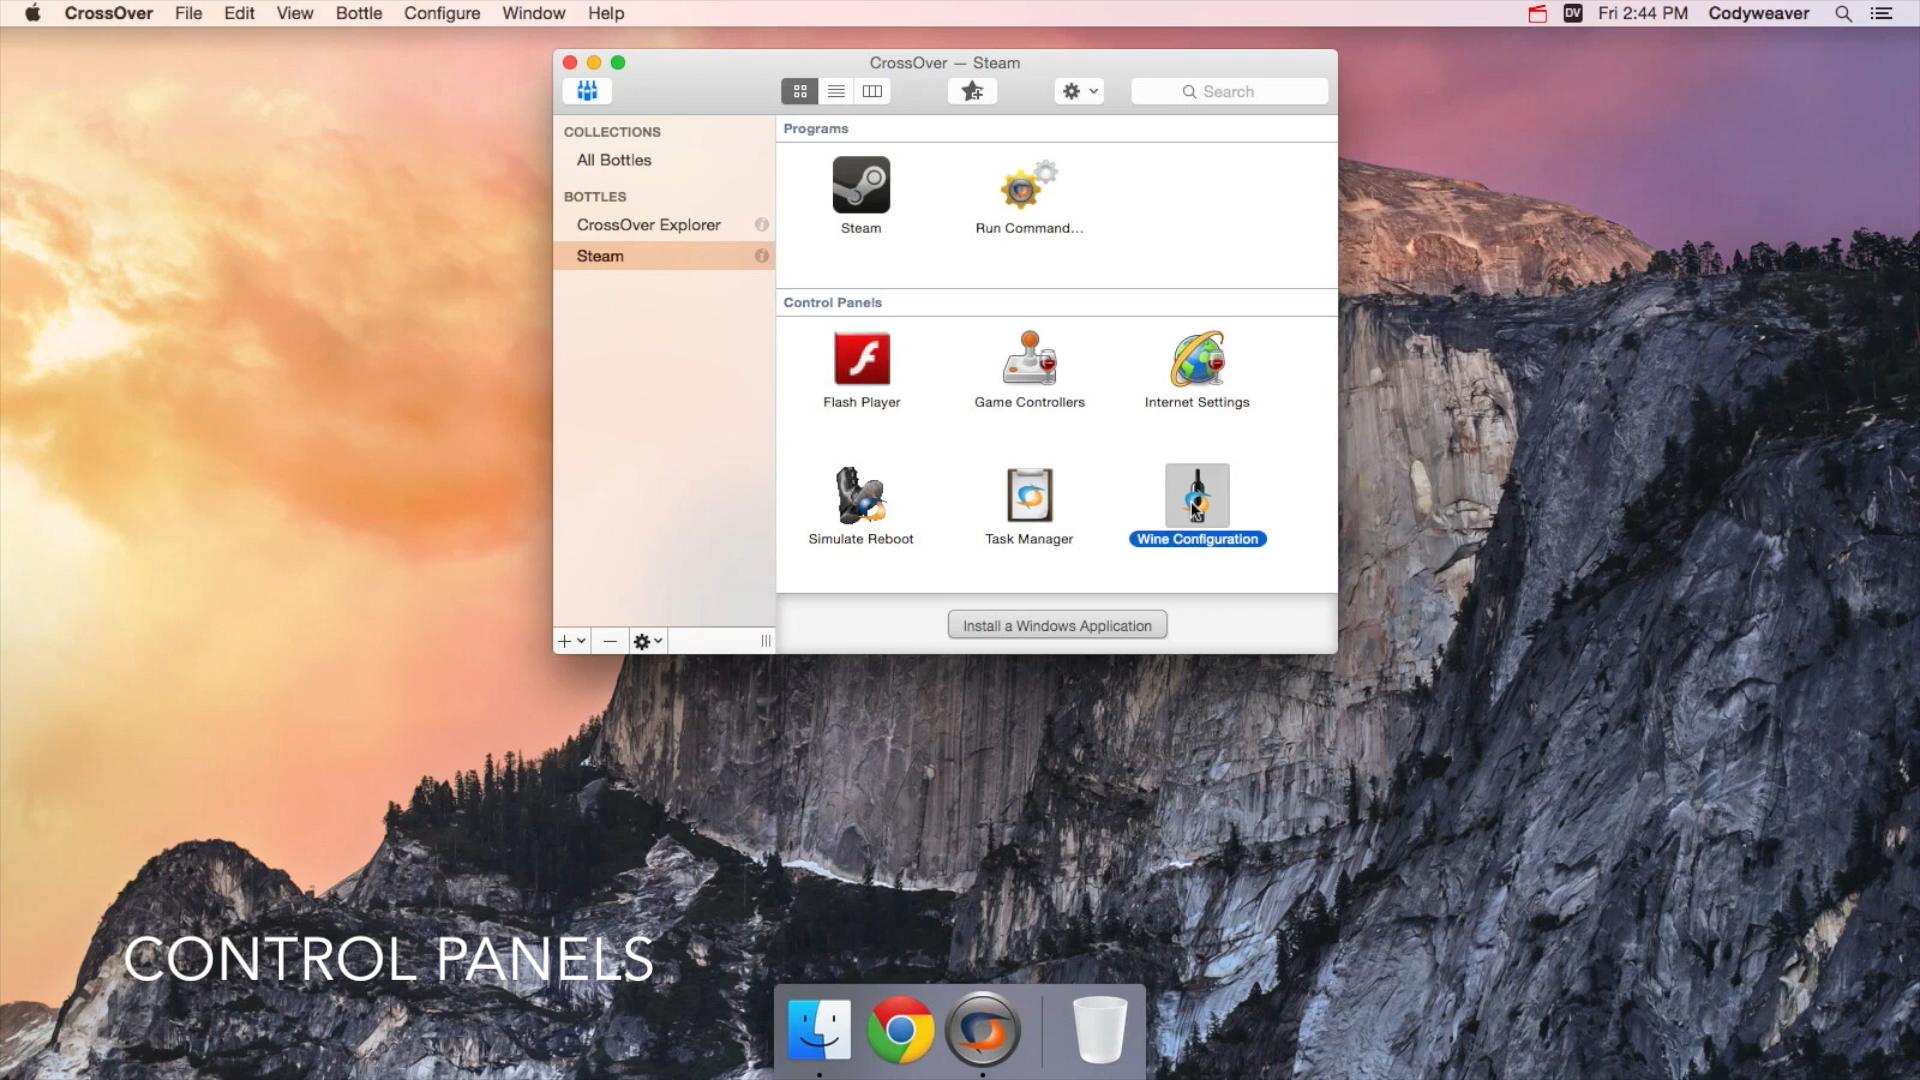 CrossOver File Edit View Bottle Configure Window Help DV Fri 2:44 PM Codyweaver
CrossOver — Steam
Search
COLLECTIONS
All Bottles
BOTTLES
CrossOver Explorer
Steam
Programs
Steam
Run Command...
Control Panels
Flash Player
Game Controllers
Internet Settings
Simulate Reboot
Task Manager
Wine Configuration
Install a Windows Application
CONTROL PANELS